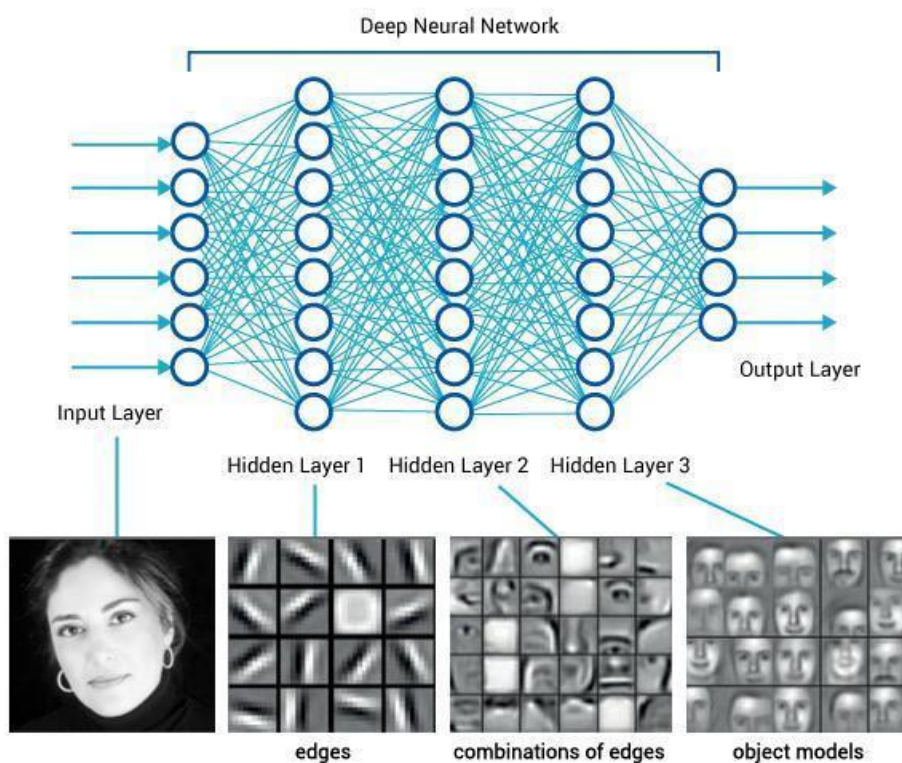 Deep Neural Network
Input Layer
Output Layer
Hidden Layer 1
Hidden Layer 2
Hidden Layer 3
edges
combinations of edges
object models